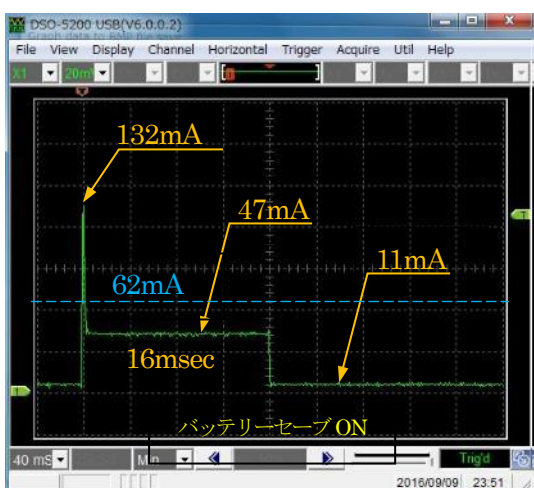 DSO-5200 USB(V6.0.0.2)
File View Display Channel Horizontal Trigger Acquire Util Help
X1 20m
132mA
47mA
11mA
62mA
16msec
バッテリーセーブ ON
40 mS Trig'd
2016/09/09 23:51